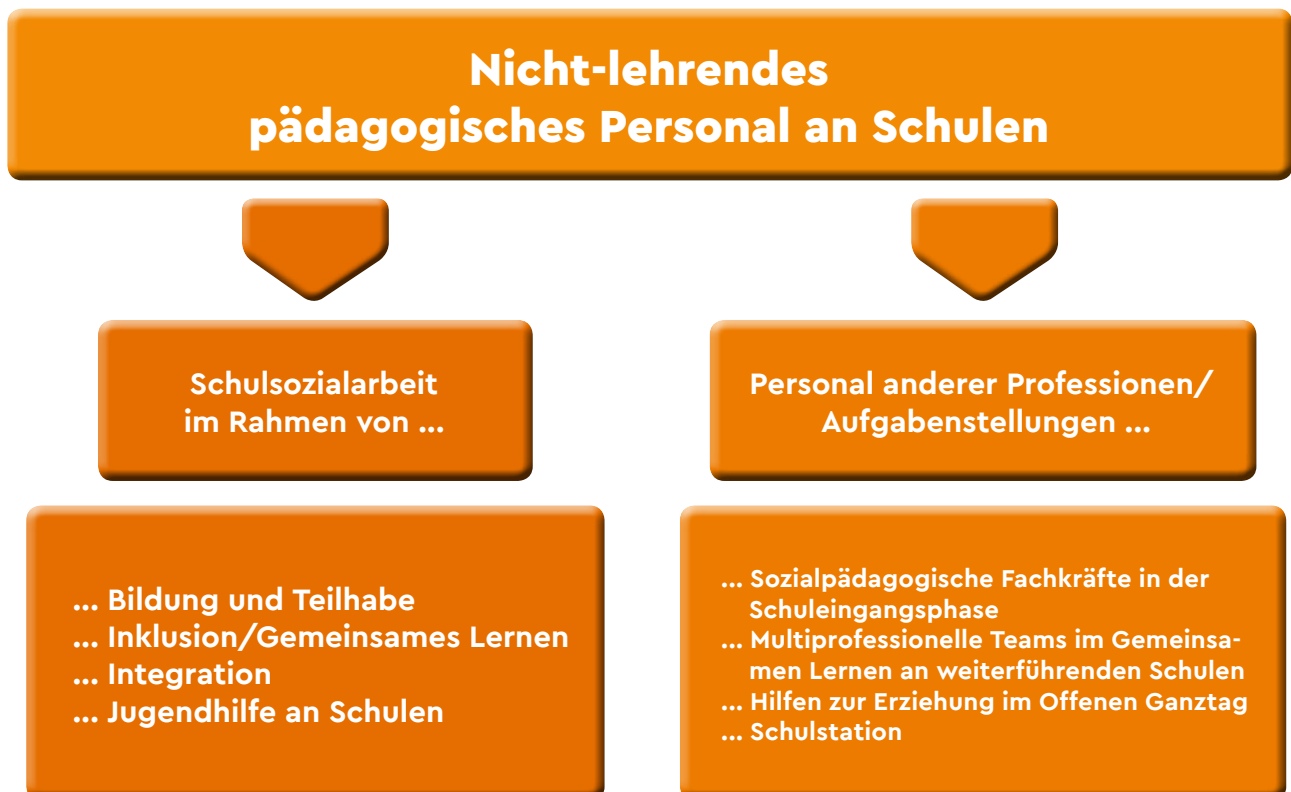 Nicht-lehrendes
pädagogisches Personal an Schulen
Schulsozialarbeit
im Rahmen von ...
... Bildung und Teilhabe
... Inklusion/Gemeinsames Lernen
... Integration
... Jugendhilfe an Schulen
Personal anderer Professionen/
Aufgabenstellungen ...
... Sozialpädagogische Fachkräfte in der
Schuleingangsphase
... Multiprofessionelle Teams im Gemeinsa-
men Lernen an weiterführenden Schulen
... Hilfen zur Erziehung im Offenen Ganztag
... Schulstation